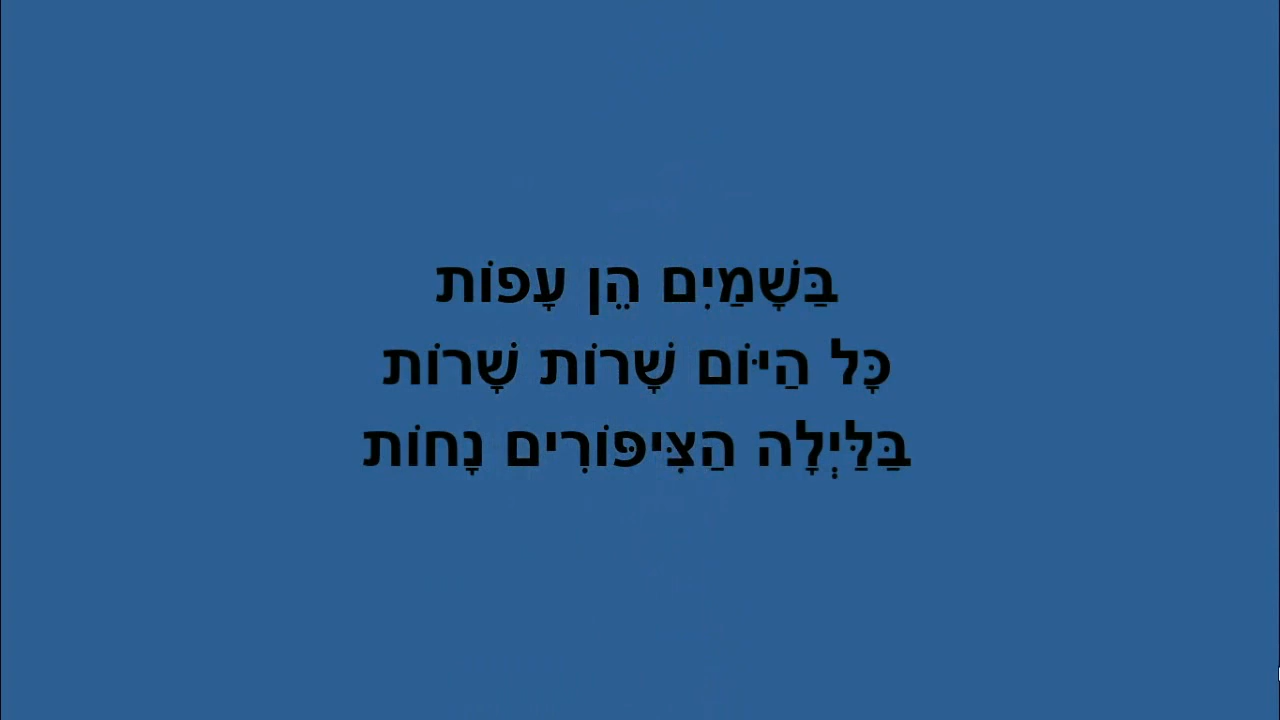 בַּשָּׁמַיִם הֵן עָפוֹת
כָּל הַיּוֹם שָׁרוֹת שָׁרוֹת
בַּלַּיְלָה הַצִּיפּוֹרִים נָחוֹת